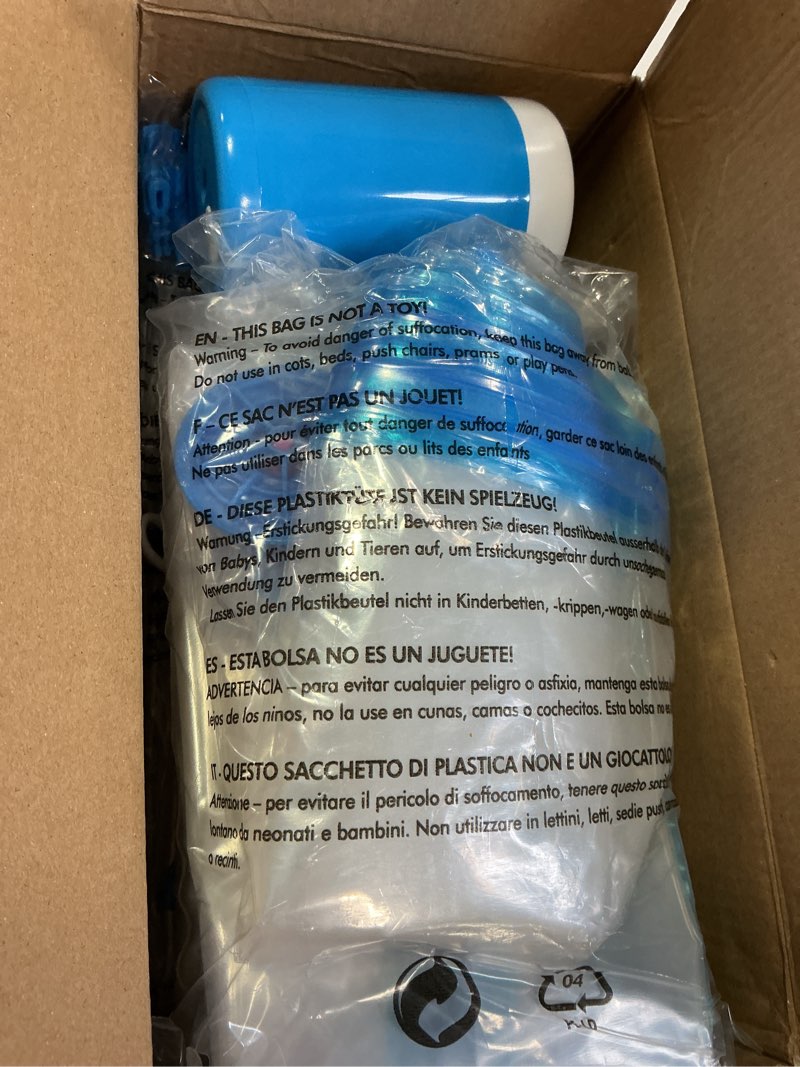 EN - THIS BAG IS NOT A TOY!
Warning – To avoid danger of suffocation, keep this bag away from
Do not use in cots, beds, push chairs, prams or play pens.
F – CE SAC N'EST PAS UN JOUET!
Attention - pour éviter tout danger de suffocation, garder ce sac loin des
Ne pas utiliser dans les parcs ou lits des enfants
DE - DIESE PLASTIKTÜTE IST KEIN SPIELZEUG!
Warnung -Erstickungsgefahr! Bewahren Sie diesen Plastikbeutel ausserhalb
von Babys, Kindern und Tieren auf, um Erstickungsgefahr durch
Verwendung zu vermeiden.
Lassen Sie den Plastikbeutel nicht in Kinderbetten, -krippen,-wagen
ES - ESTA BOLSA NO ES UN JUGUETE!
ADVERTENCIA – para evitar cualquier peligro o asfixia, mantenga esta bolsa
lejos de los ninos, no la use en cunas, camas o cochecitos. Esta bolsa no es
IT - QUESTO SACCHETTO DI PLASTICA NON E UN GIOCATTOLO
Attenzione – per evitare il pericolo di soffocamento, tenere questo
lontano da neonati e bambini. Non utilizzare in lettini, letti, sedie
o recinti.
04